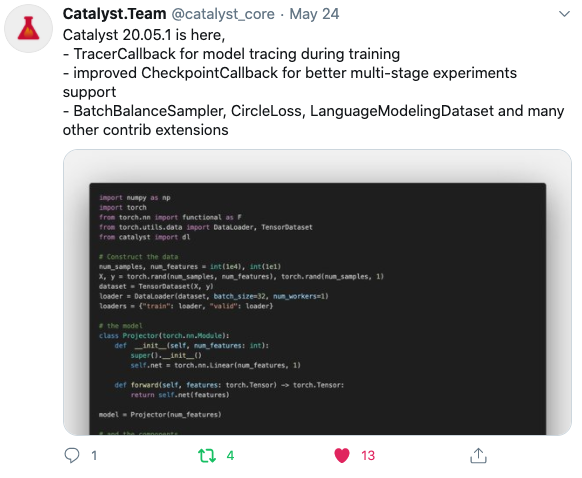 Catalyst.Team @catalyst_core · May 24
Catalyst 20.05.1 is here,
- TracerCallback for model tracing during training
- improved CheckpointCallback for better multi-stage experiments
support
- BatchBalanceSampler, CircleLoss, LanguageModelingDataset and many
other contrib extensions
import numpy as np
import torch
from torch.nn import functional as F
from torch.utils.data import DataLoader, TensorDataset
from catalyst import dl
# Construct the data
num_samples, num_features = int(1e4), int(1e1)
X, y = torch.rand(num_samples, num_features), torch.rand(num_samples, 1)
dataset = TensorDataset(X, y)
loader = DataLoader(dataset, batch_size=32, num_workers=1)
loaders = {"train": loader, "valid": loader}
# the model
class Projector(torch.nn.Module):
    def __init__(self, num_features: int):
        super().__init__()
        self.net = torch.nn.Linear(num_features, 1)
    def forward(self, features: torch.Tensor) -> torch.Tensor:
        return self.net(features)
model = Projector(num_features)
# and the components
1 4 13